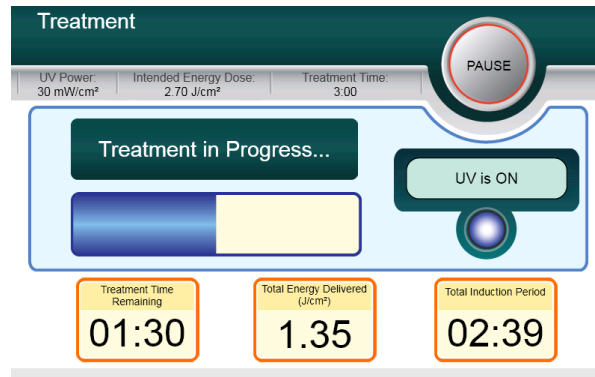 Treatment
PAUSE
UV Power: Intended Energy Dose: Treatment Time:
30 mW/cm² 2.70 J/cm² 3:00
Treatment in Progress...
UV is ON
Treatment Time
Remaining
01:30
Total Energy Delivered
(J/cm²)
1.35
Total Induction Period
02:39